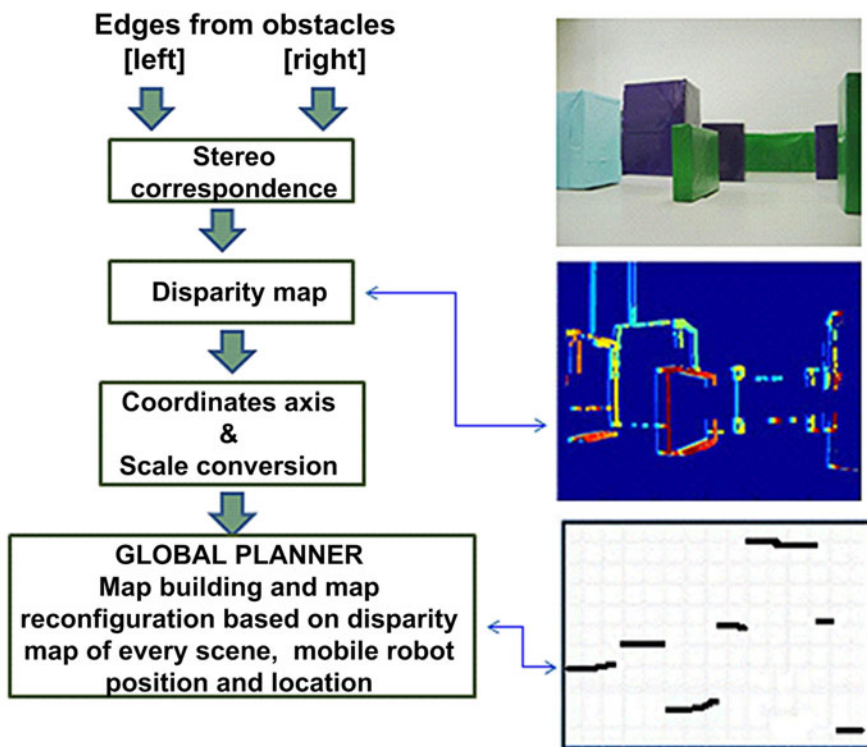 Edges from obstacles
[left] [right]
Stereo
correspondence
Disparity map
Coordinates axis
&
Scale conversion
GLOBAL PLANNER
Map building and map
reconfiguration based on disparity
map of every scene, mobile robot
position and location